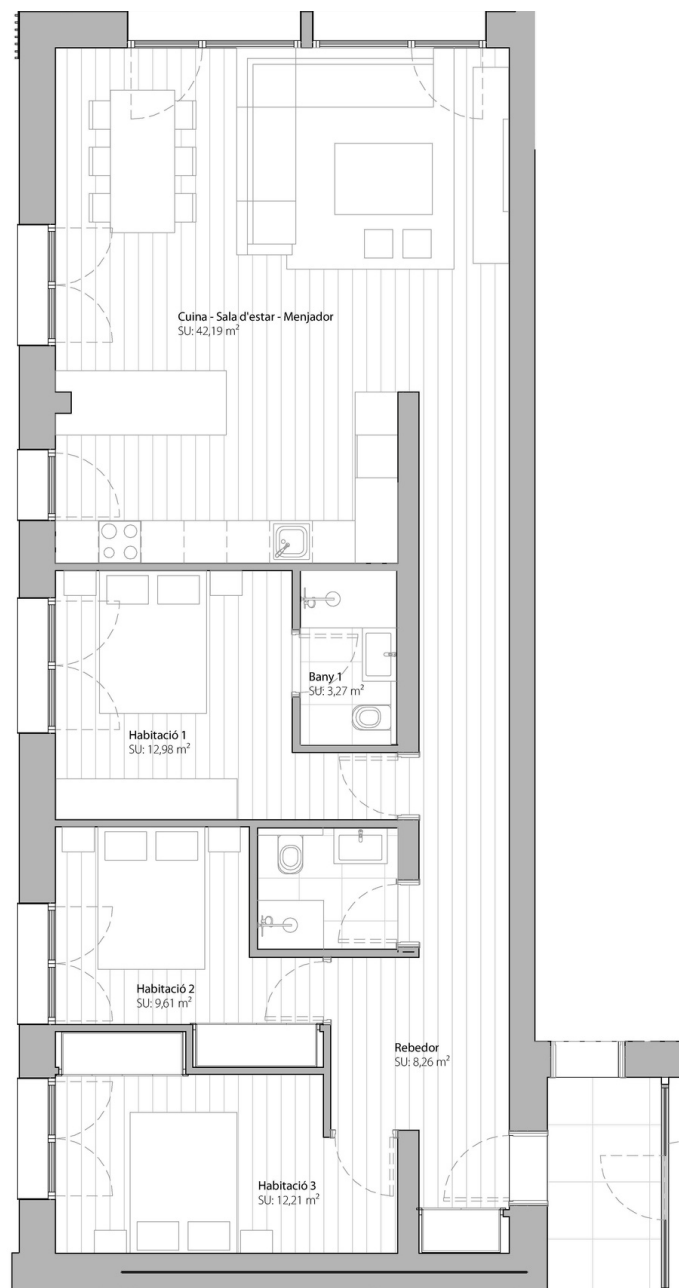 Cuina - Sala d'estar - Menjador
SU: 42,19 m²
Bany 1
SU: 3,27 m²
Habitació 1
SU: 12,98 m²
Habitació 2
SU: 9,61 m²
Rebedor
SU: 8,26 m²
Habitació 3
SU: 12,21 m²